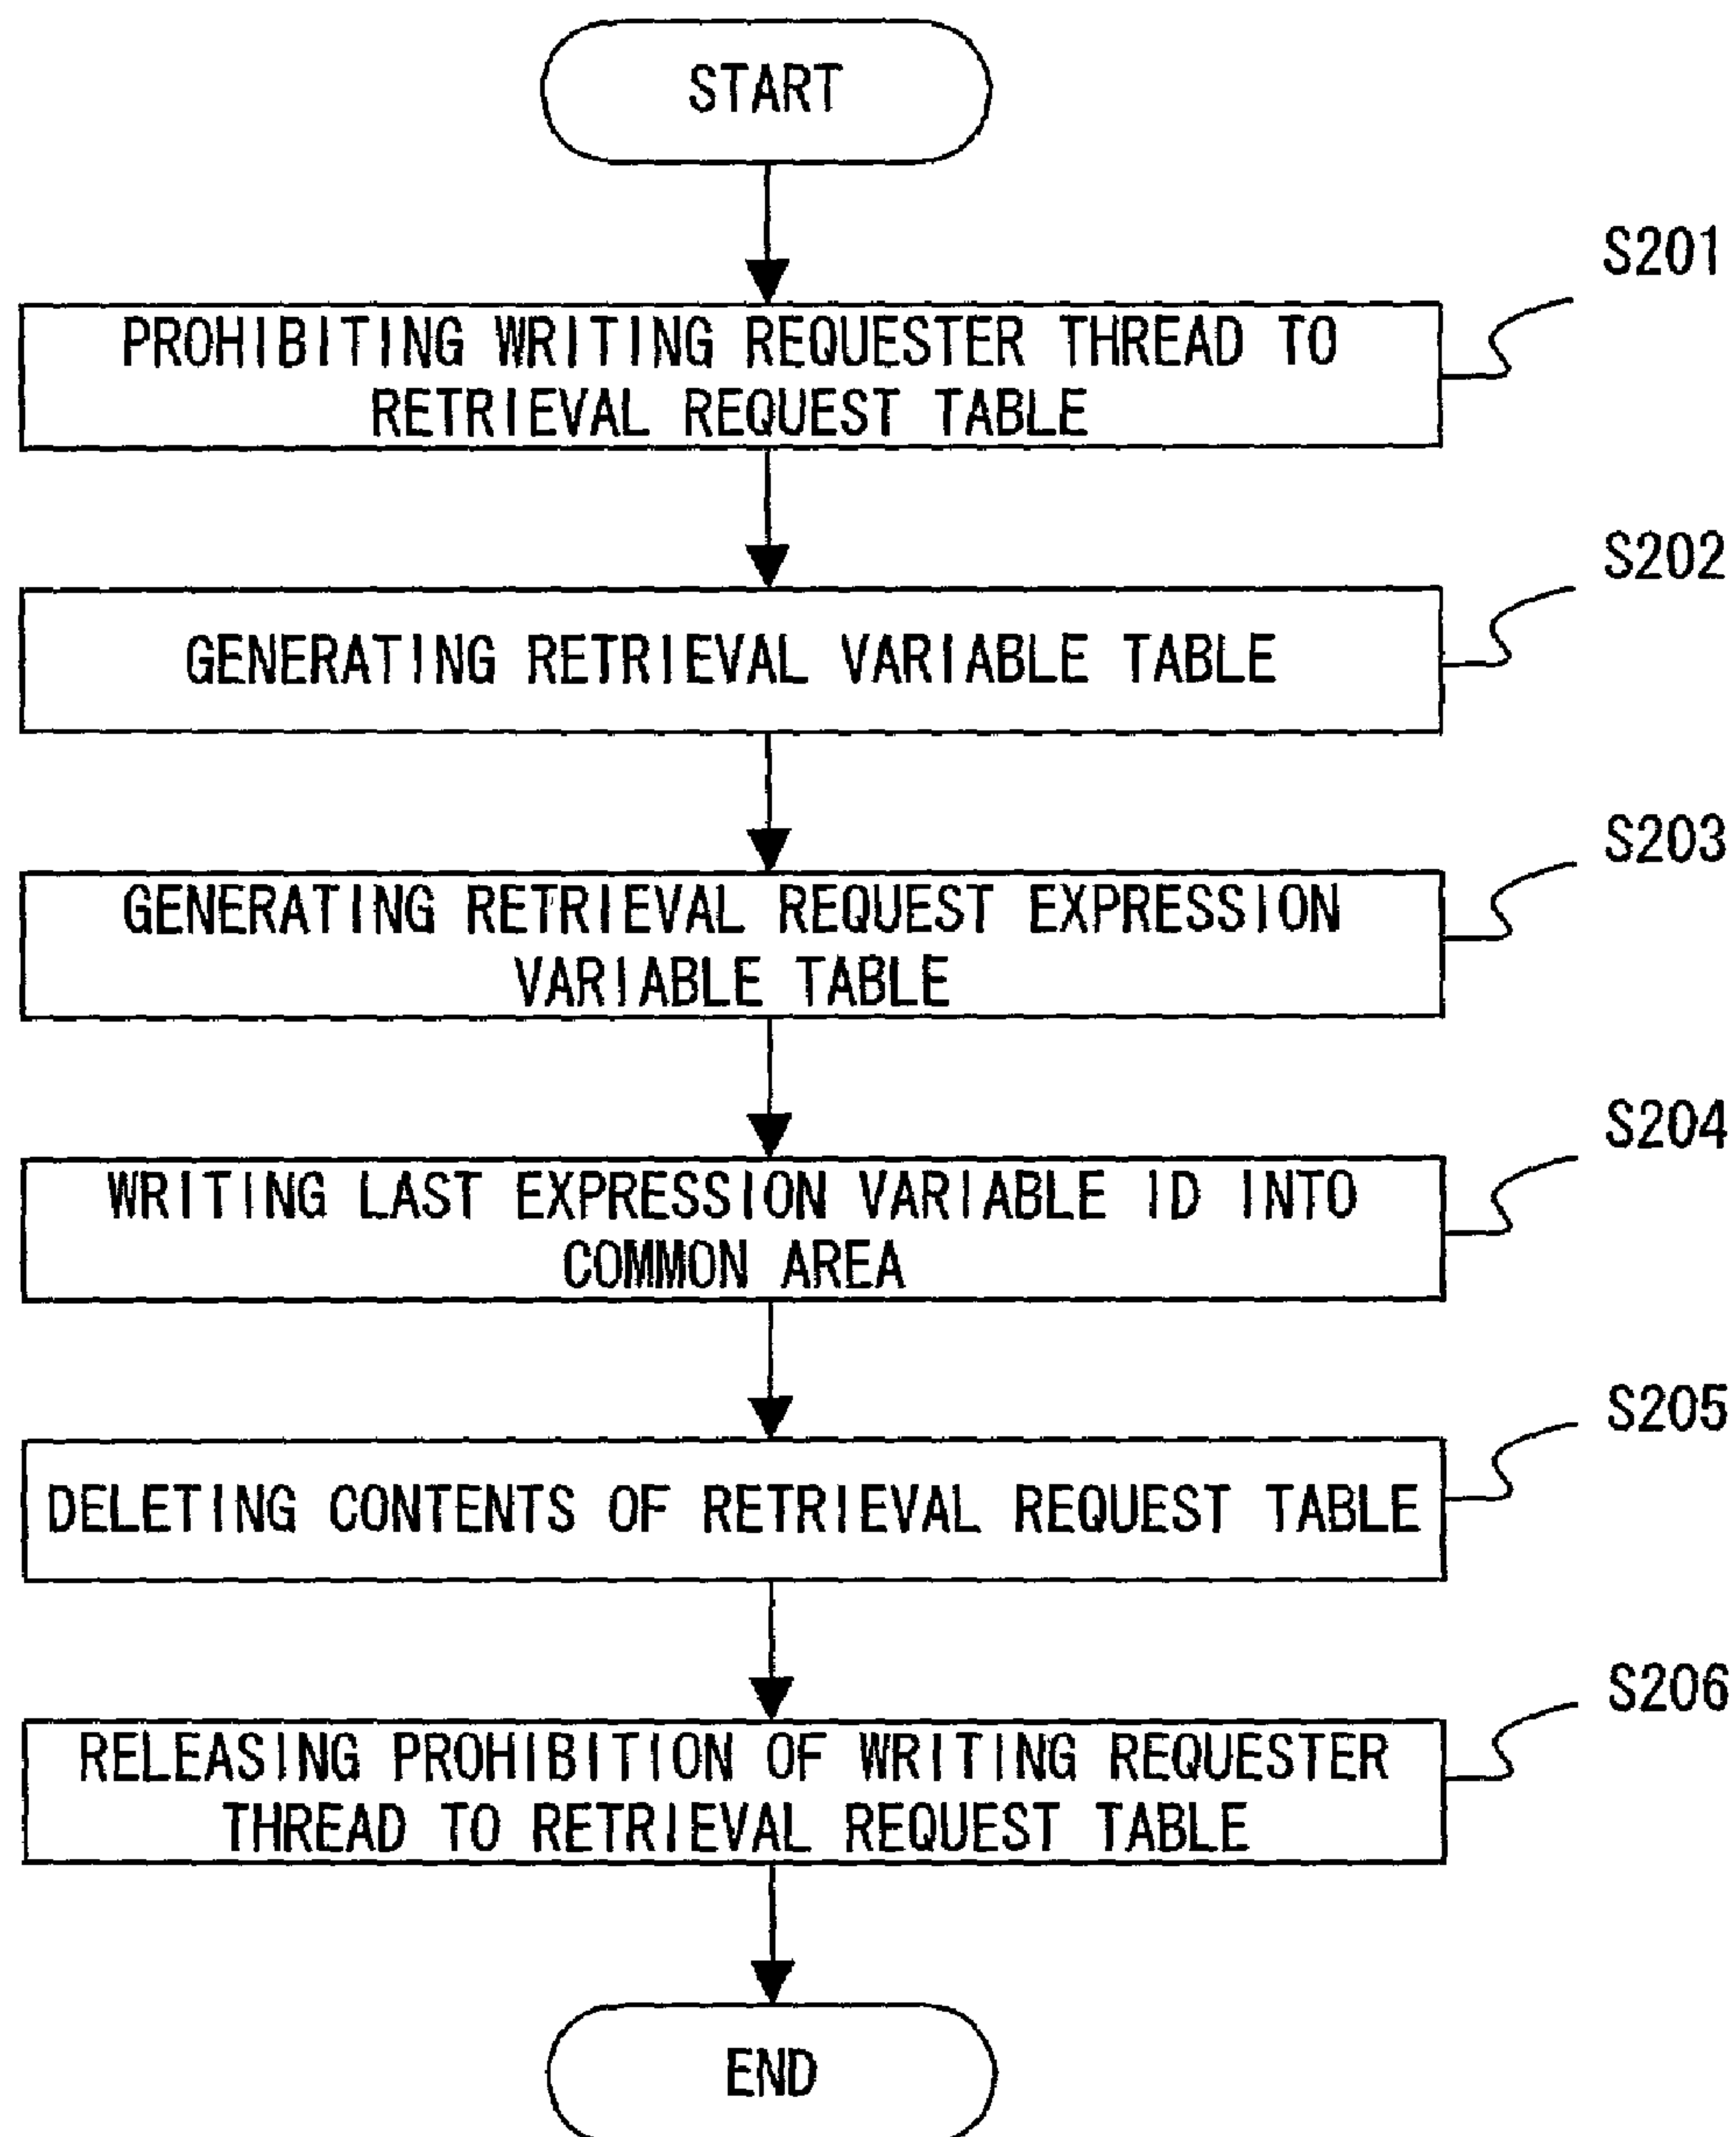 START
S201
PROHIBITING WRITING REQUESTER THREAD TO
RETRIEVAL REQUEST TABLE
S202
GENERATING RETRIEVAL VARIABLE TABLE
S203
GENERATING RETRIEVAL REQUEST EXPRESSION
VARIABLE TABLE
S204
WRITING LAST EXPRESSION VARIABLE ID INTO
COMMON AREA
S205
DELETING CONTENTS OF RETRIEVAL REQUEST TABLE
S206
RELEASING PROHIBITION OF WRITING REQUESTER
THREAD TO RETRIEVAL REQUEST TABLE
END